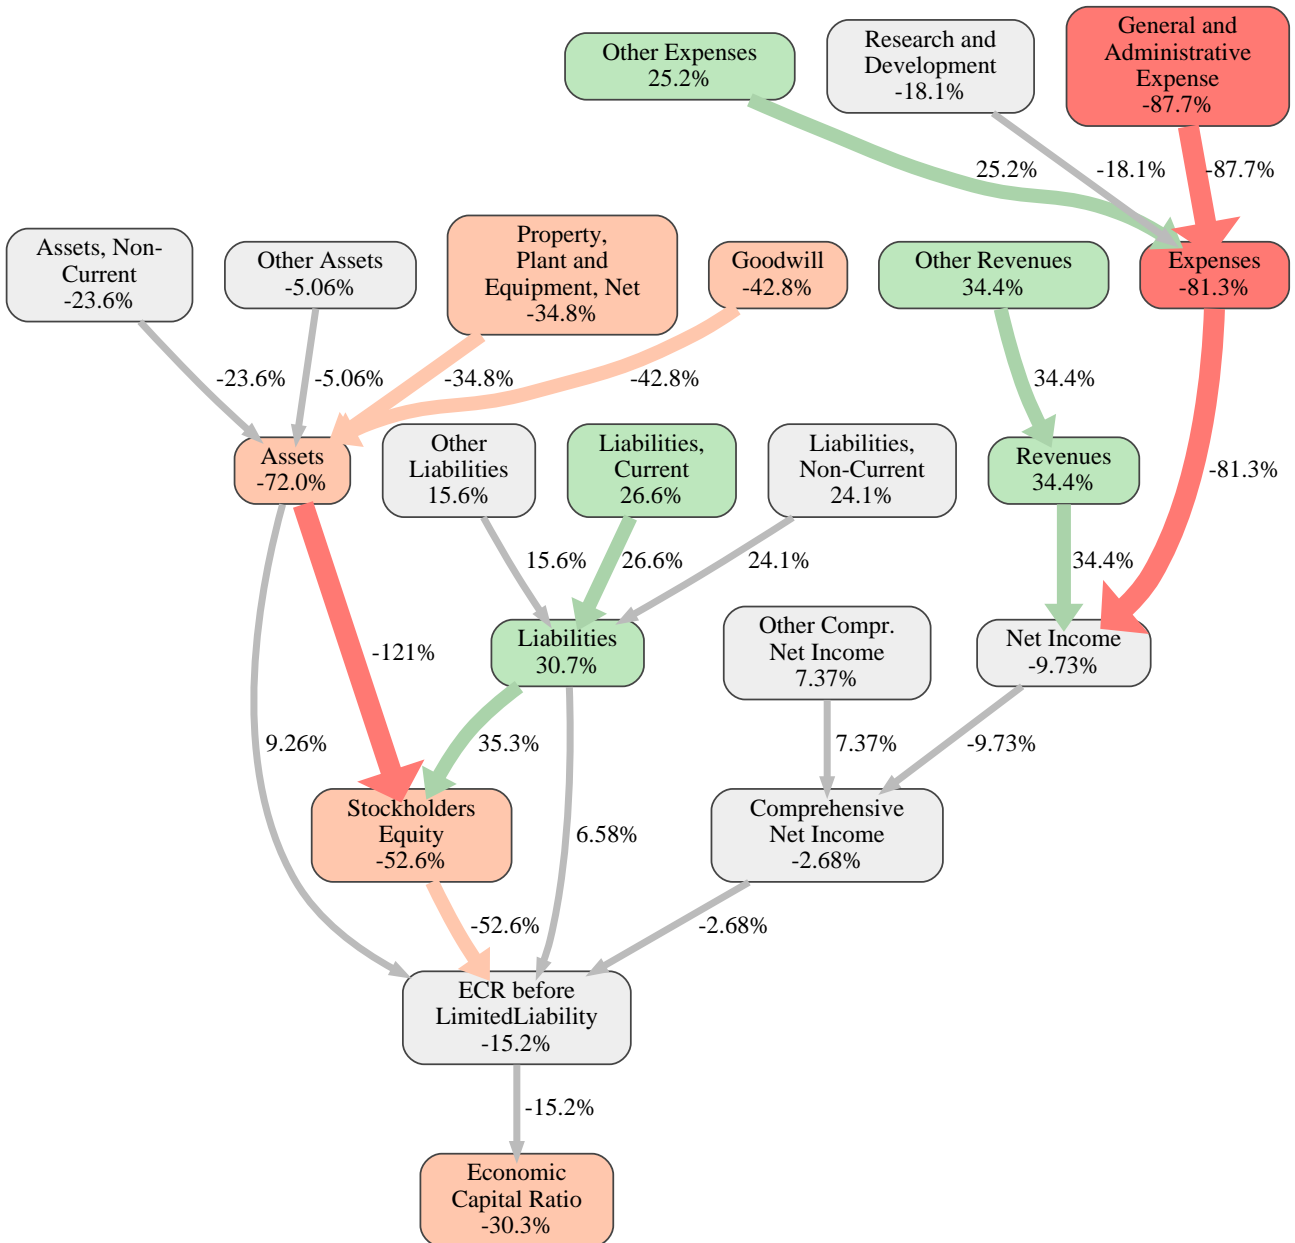 General and
Administrative
Expense
-87.7%
Research and
Development
-18.1%
Other Expenses
25.2%
25.2%
-18.1%
-87.7%
Assets, Non-
Current
-23.6%
Other Assets
-5.06%
Property,
Plant and
Equipment, Net
-34.8%
Goodwill
-42.8%
Other Revenues
34.4%
Expenses
-81.3%
-23.6%
-5.06%
-34.8%
-42.8%
34.4%
-81.3%
Assets
-72.0%
Other
Liabilities
15.6%
Liabilities,
Current
26.6%
Liabilities,
Non-Current
24.1%
Revenues
34.4%
15.6%
26.6%
24.1%
34.4%
-121%
Liabilities
30.7%
Other Compr.
Net Income
7.37%
Net Income
-9.73%
9.26%
35.3%
7.37%
-9.73%
Stockholders
Equity
-52.6%
6.58%
Comprehensive
Net Income
-2.68%
-52.6%
-2.68%
ECR before
LimitedLiability
-15.2%
-15.2%
Economic
Capital Ratio
-30.3%